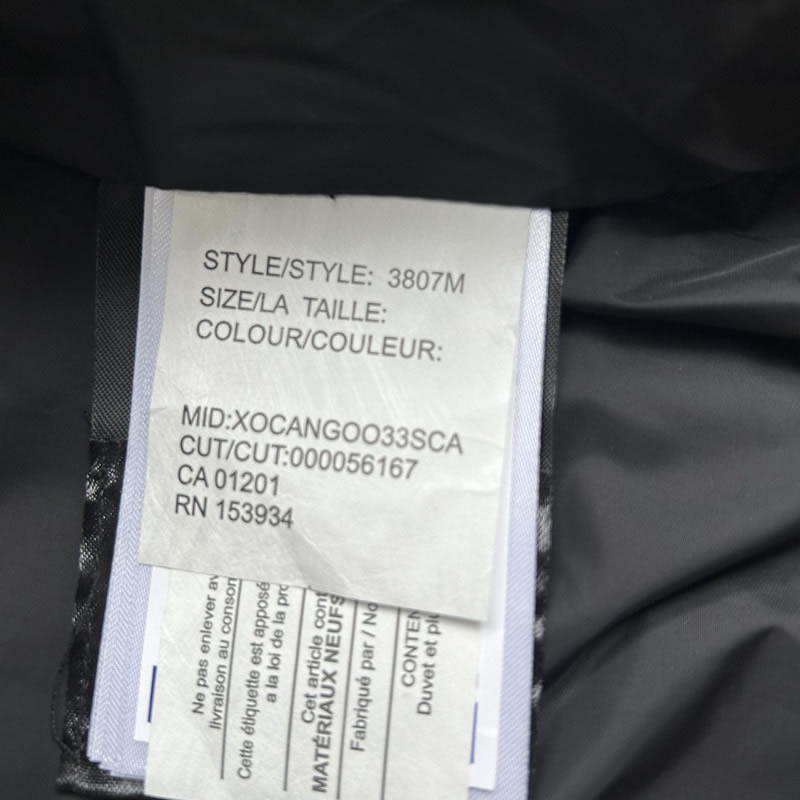 STYLE/STYLE: 3807M
SIZE/LA TAILLE:
COLOUR/COULEUR:
MID:XOCANGOO33SCA
CUT/CUT:000056167
CA 01201
RN 153934
Ne pas enlever
livraison au
Cette étiquette est apposé
a la loi de la
Cet article
MATÉRIAUX NEUFS
Fabriqué par /
Duvet et